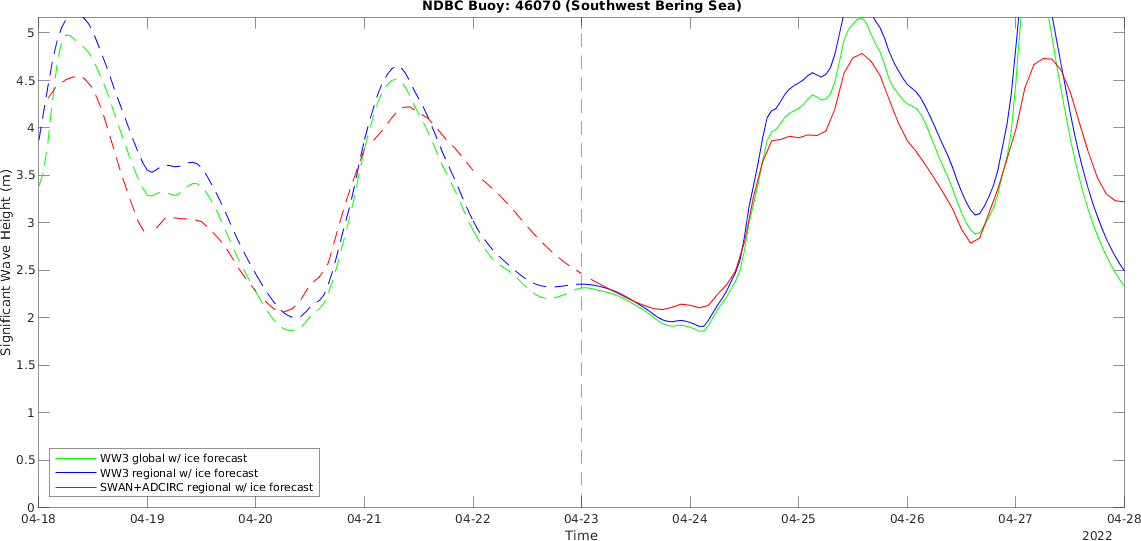 NDBC Buoy: 46070 (Southwest Bering Sea)
Significant Wave Height (m)
5
4.5
4
3.5
3
2.5
2
1.5
1
0.5
0
WW3 global w/ ice forecast
WW3 regional w/ ice forecast
SWAN+ADCIRC regional w/ ice forecast
04-18 04-19 04-20 04-21 04-22 04-23 04-24 04-25 04-26 04-27 04-28
Time
2022